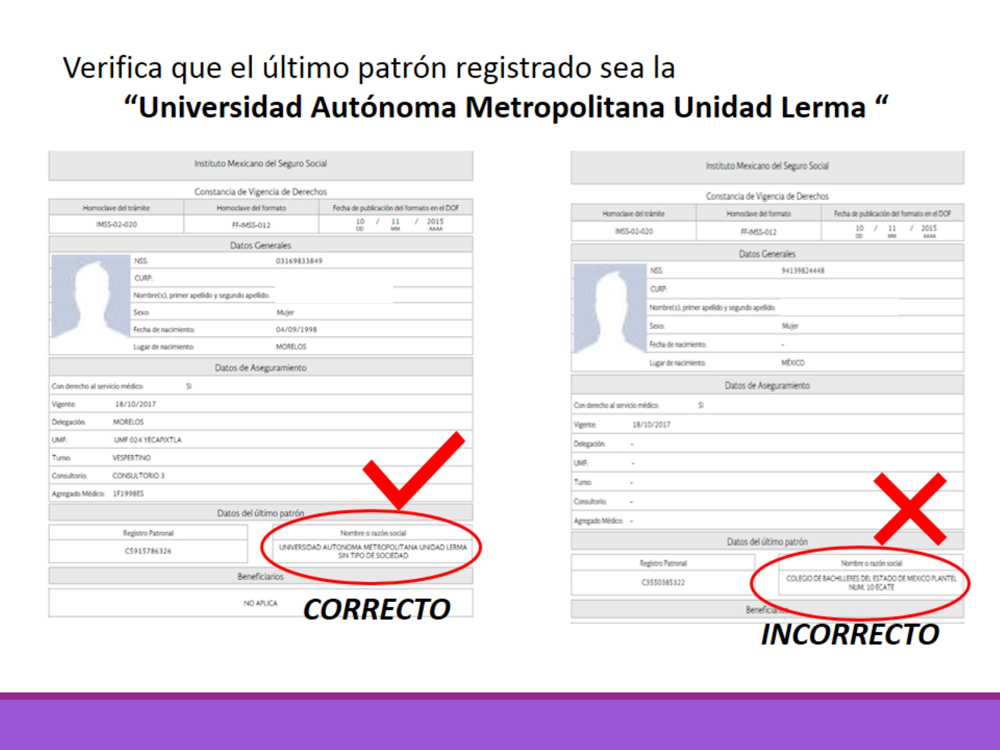 Verifica que el último patrón registrado sea la
“Universidad Autónoma Metropolitana Unidad Lerma “
Instituto Mexicano del Seguro Social
Constancia de Vigencia de Derechos
Homoclave del trámite Homoclave del formato Fecha de publicación del formato en el DOF
IMSS-02-020 FF-IMSS-012 10 / 11 / 2015
DD MM AAAA
Datos Generales
NSS: 03169833849
CURP:
Nombre(s), primer apellido y segundo apellido:
Sexo: Mujer
Fecha de nacimiento: 04/09/1998
Lugar de nacimiento: MORELOS
Datos de Aseguramiento
Con derecho al servicio médico: SI
Vigente: 18/10/2017
Delegación: MORELOS
UMF: UMF 024 YECAPIXTLA
Turno: VESPERTINO
Consultorio: CONSULTORIO 3
Agregado Médico: 1F1998ES
Datos del último patrón
Registro Patronal Nombre o razón social
C5915786326 UNIVERSIDAD AUTONOMA METROPOLITANA UNIDAD LERMA
SIN TIPO DE SOCIEDAD
Beneficiarios
NO APLICA
CORRECTO
Instituto Mexicano del Seguro Social
Constancia de Vigencia de Derechos
Homoclave del trámite Homoclave del formato Fecha de publicación del formato en el DOF
IMSS-02-020 FF-IMSS-012 10 / 11 / 2015
DD MM AAAA
Datos Generales
NSS: 94139824448
CURP:
Nombre(s), primer apellido y segundo apellido:
Sexo: Mujer
Fecha de nacimiento: -
Lugar de nacimiento: MÉXICO
Datos de Aseguramiento
Con derecho al servicio médico: SI
Vigente: 18/10/2017
Delegación: -
UMF: -
Turno: -
Consultorio: -
Agregado Médico: -
Datos del último patrón
Registro Patronal Nombre o razón social
C3550385322 COLEGIO DE BACHILLERES DEL ESTADO DE MEXICO PLANTEL
NUM. 10 ECATE
Beneficiarios
INCORRECTO